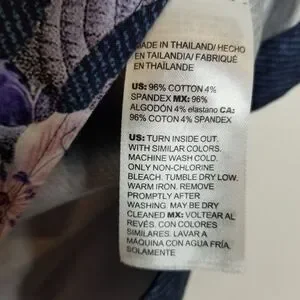 MADE IN THAILAND/ HECHO
EN TAILANDIA/ FABRIQUÉ
EN THAÏLANDE
US: 96% COTTON 4%
SPANDEX MX: 96%
ALGODÓN 4% elastano CA:
96% COTTON 4% SPANDEX
US: TURN INSIDE OUT.
WITH SIMILAR COLORS.
MACHINE WASH COLD.
ONLY NON-CHLORINE
BLEACH. TUMBLE DRY LOW.
WARM IRON. REMOVE
PROMPTLY AFTER
WASHING. MAY BE DRY
CLEANED MX: VOLTEAR AL
REVÉS. CON COLORES
SIMILARES. LAVAR A
MÁQUINA CON AGUA FRÍA.
SOLAMENTE